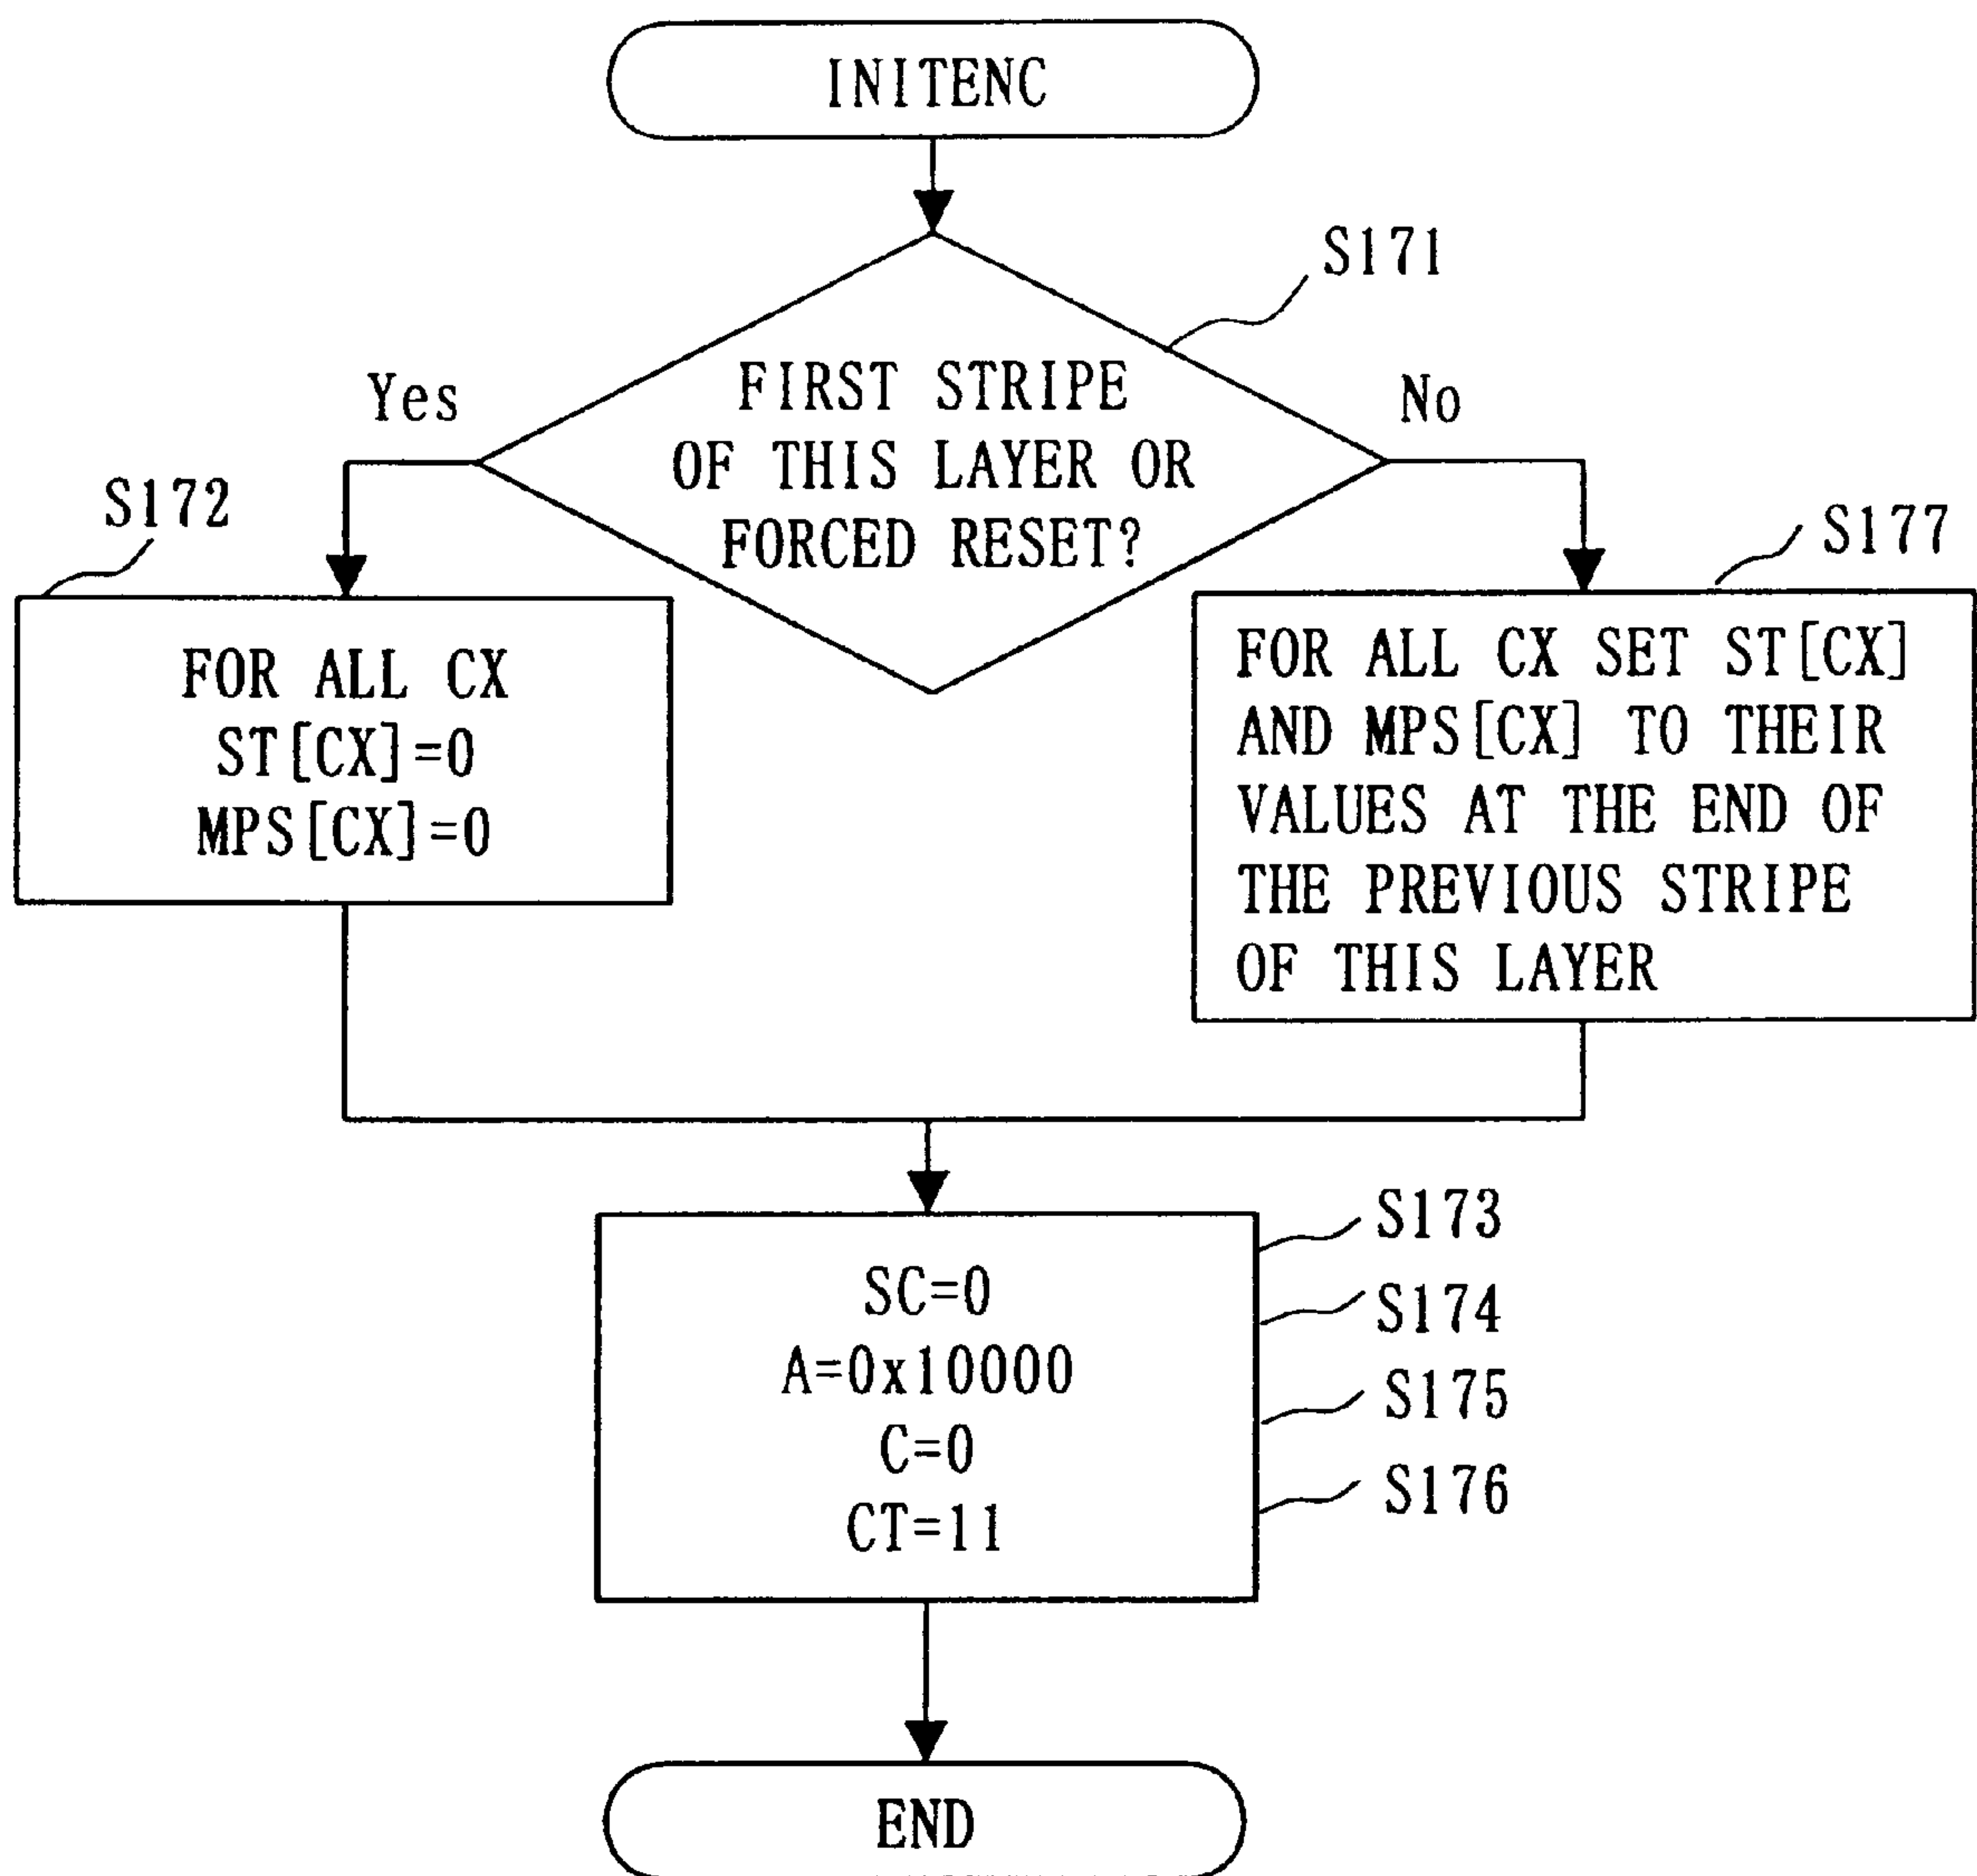 INITENC
S171
FIRST STRIPE
OF THIS LAYER OR
FORCED RESET?
Yes
No
S172
S177
FOR ALL CX
ST[CX]=0
MPS[CX]=0
FOR ALL CX SET ST[CX]
AND MPS[CX] TO THEIR
VALUES AT THE END OF
THE PREVIOUS STRIPE
OF THIS LAYER
S173
SC=0
S174
A=0x10000
S175
C=0
S176
CT=11
END